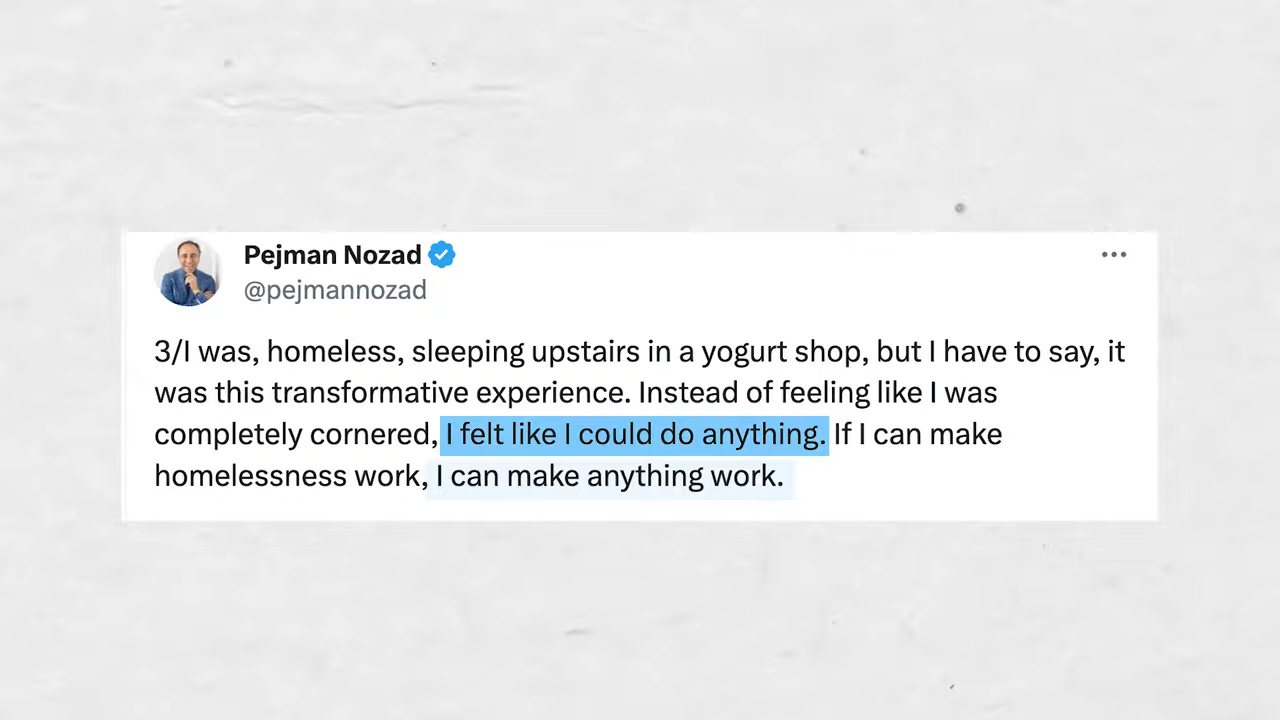 Pejman Nozad
@pejmannozad
3/I was, homeless, sleeping upstairs in a yogurt shop, but I have to say, it
was this transformative experience. Instead of feeling like I was
completely cornered, I felt like I could do anything. If I can make
homelessness work, I can make anything work.